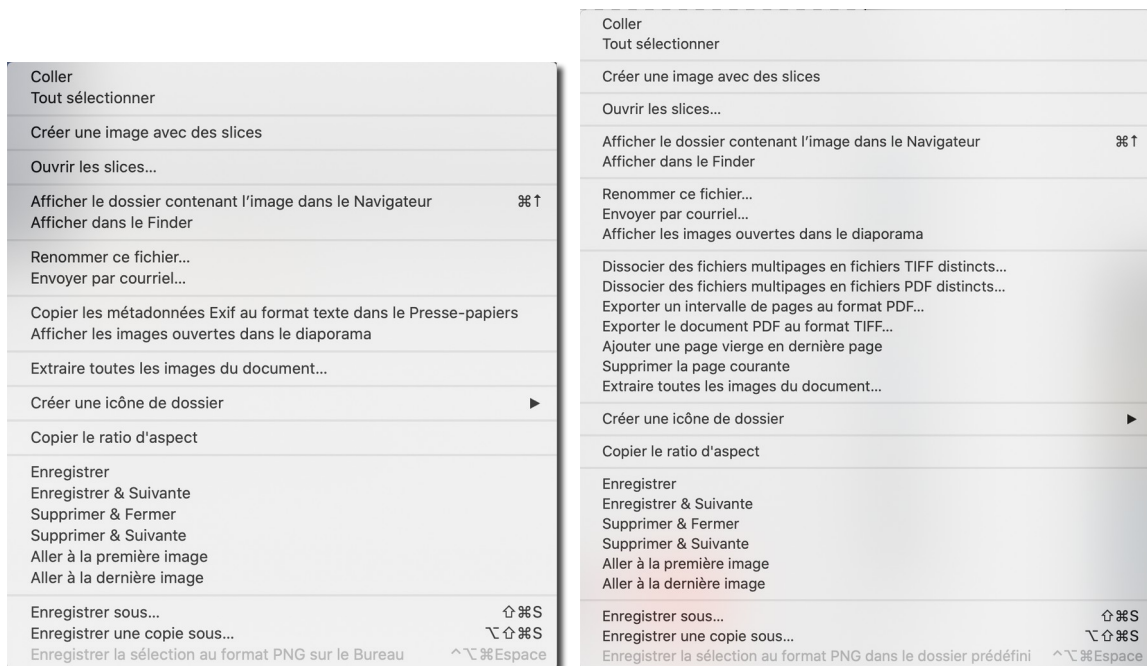 Coller
Tout sélectionner
Créer une image avec des slices
Ouvrir les slices...
Afficher le dossier contenant l'image dans le Navigateur ⌘↑
Afficher dans le Finder
Renommer ce fichier...
Envoyer par courriel...
Copier les métadonnées Exif au format texte dans le Presse-papiers
Afficher les images ouvertes dans le diaporama
Extraire toutes les images du document...
Créer une icône de dossier ▶
Copier le ratio d'aspect
Enregistrer
Enregistrer & Suivante
Supprimer & Fermer
Supprimer & Suivante
Aller à la première image
Aller à la dernière image
Enregistrer sous... ⇧⌘S
Enregistrer une copie sous... ⌥⇧⌘S
Enregistrer la sélection au format PNG sur le Bureau ^⌥⌘Espace
Coller
Tout sélectionner
Créer une image avec des slices
Ouvrir les slices...
Afficher le dossier contenant l'image dans le Navigateur ⌘↑
Afficher dans le Finder
Renommer ce fichier...
Envoyer par courriel...
Afficher les images ouvertes dans le diaporama
Dissocier des fichiers multipages en fichiers TIFF distincts...
Dissocier des fichiers multipages en fichiers PDF distincts...
Exporter un intervalle de pages au format PDF...
Exporter le document PDF au format TIFF...
Ajouter une page vierge en dernière page
Supprimer la page courante
Extraire toutes les images du document...
Créer une icône de dossier ▶
Copier le ratio d'aspect
Enregistrer
Enregistrer & Suivante
Supprimer & Fermer
Supprimer & Suivante
Aller à la première image
Aller à la dernière image
Enregistrer sous... ⇧⌘S
Enregistrer une copie sous... ⌥⇧⌘S
Enregistrer la sélection au format PNG dans le dossier prédéfini ^⌥⌘Espace